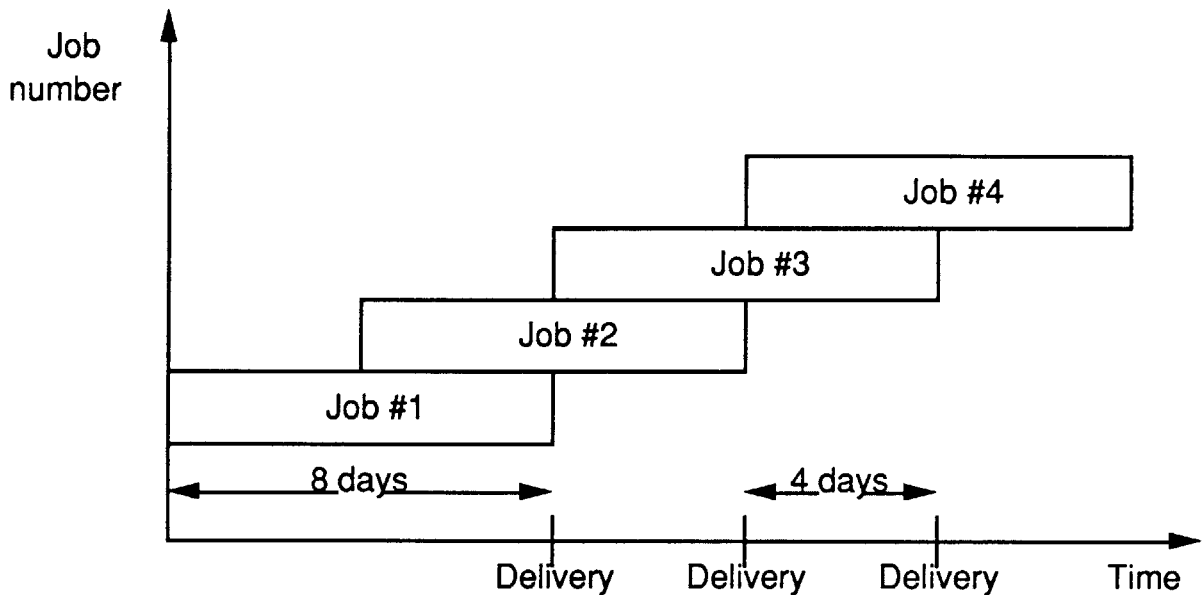 Job
number
Job #4
Job #3
Job #2
Job #1
8 days
4 days
Delivery
Delivery
Delivery
Time